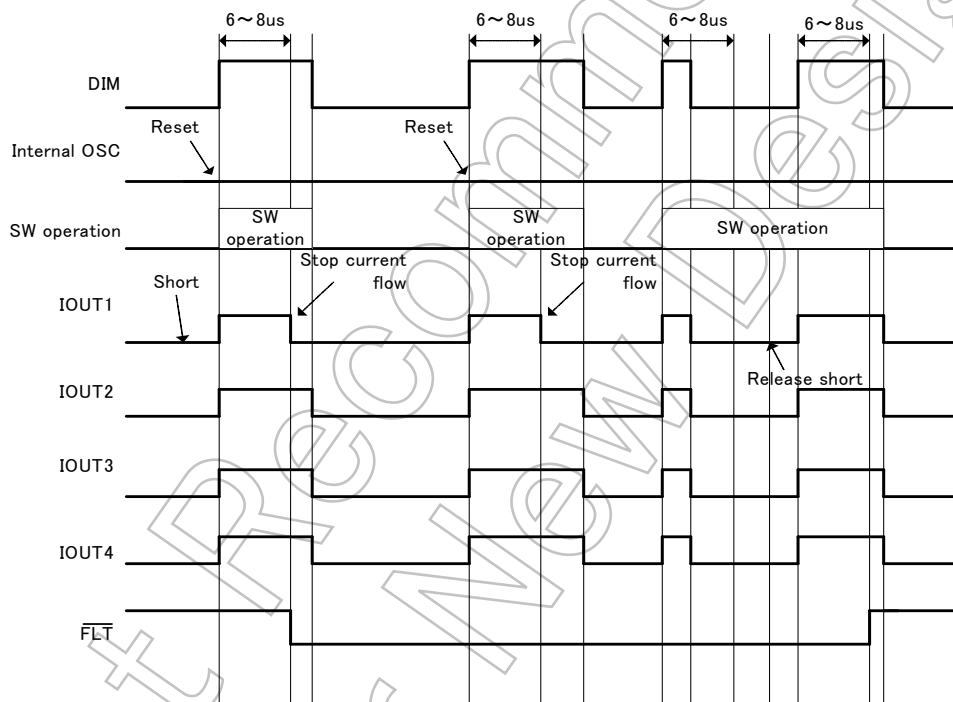 6～8us 6～8us 6～8us 6～8us
DIM
Reset Reset
Internal OSC
SW operation
SW
operation
SW
operation
SW operation
Stop current
flow
Stop current
flow
Short
IOUT1
Release short
IOUT2
IOUT3
IOUT4
FLT